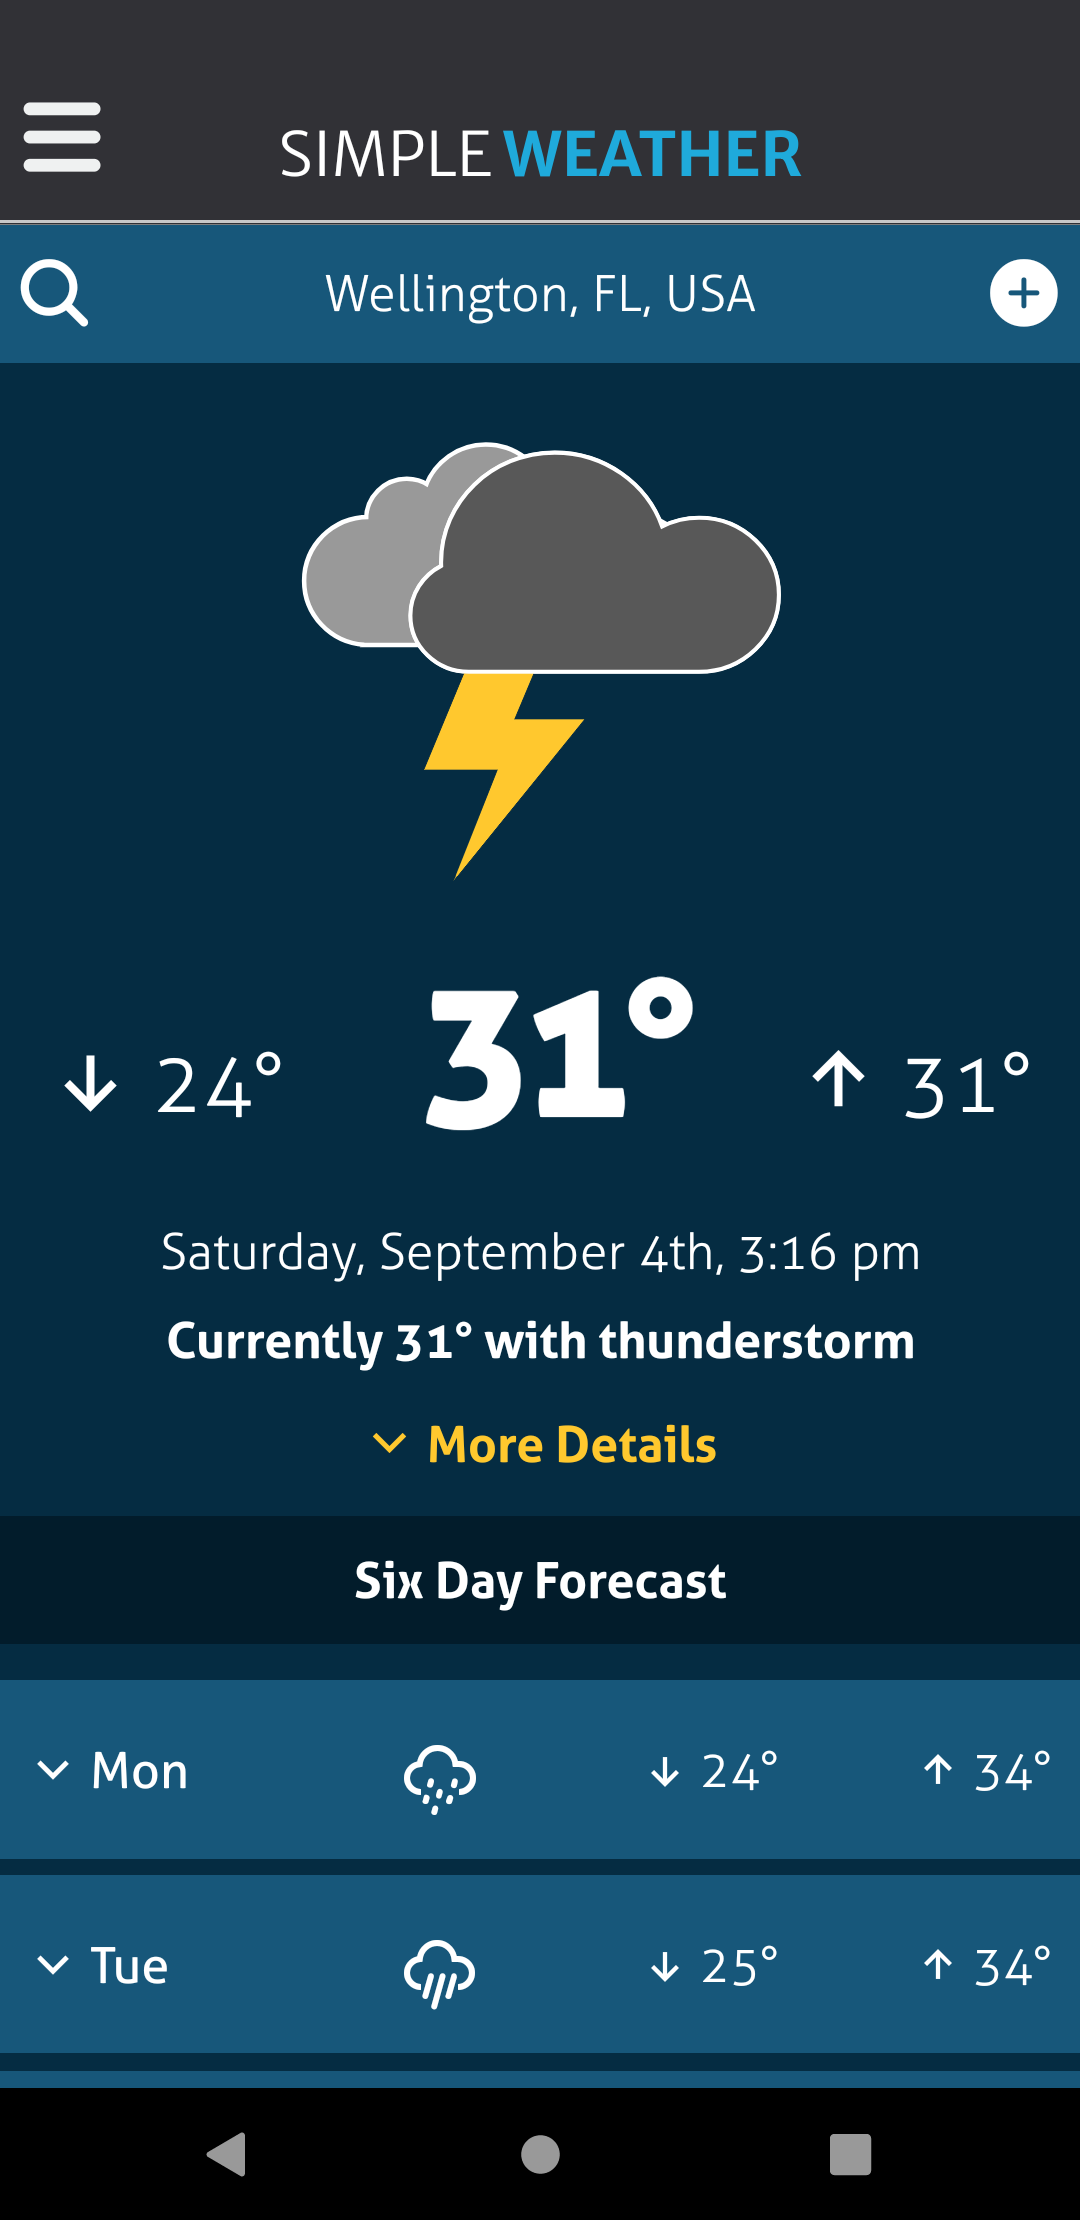 SIMPLE WEATHER
Wellington, FL, USA
24° 31° 31°
Saturday, September 4th, 3:16 pm
Currently 31° with thunderstorm
More Details
Six Day Forecast
Mon 24° 34°
Tue 25° 34°